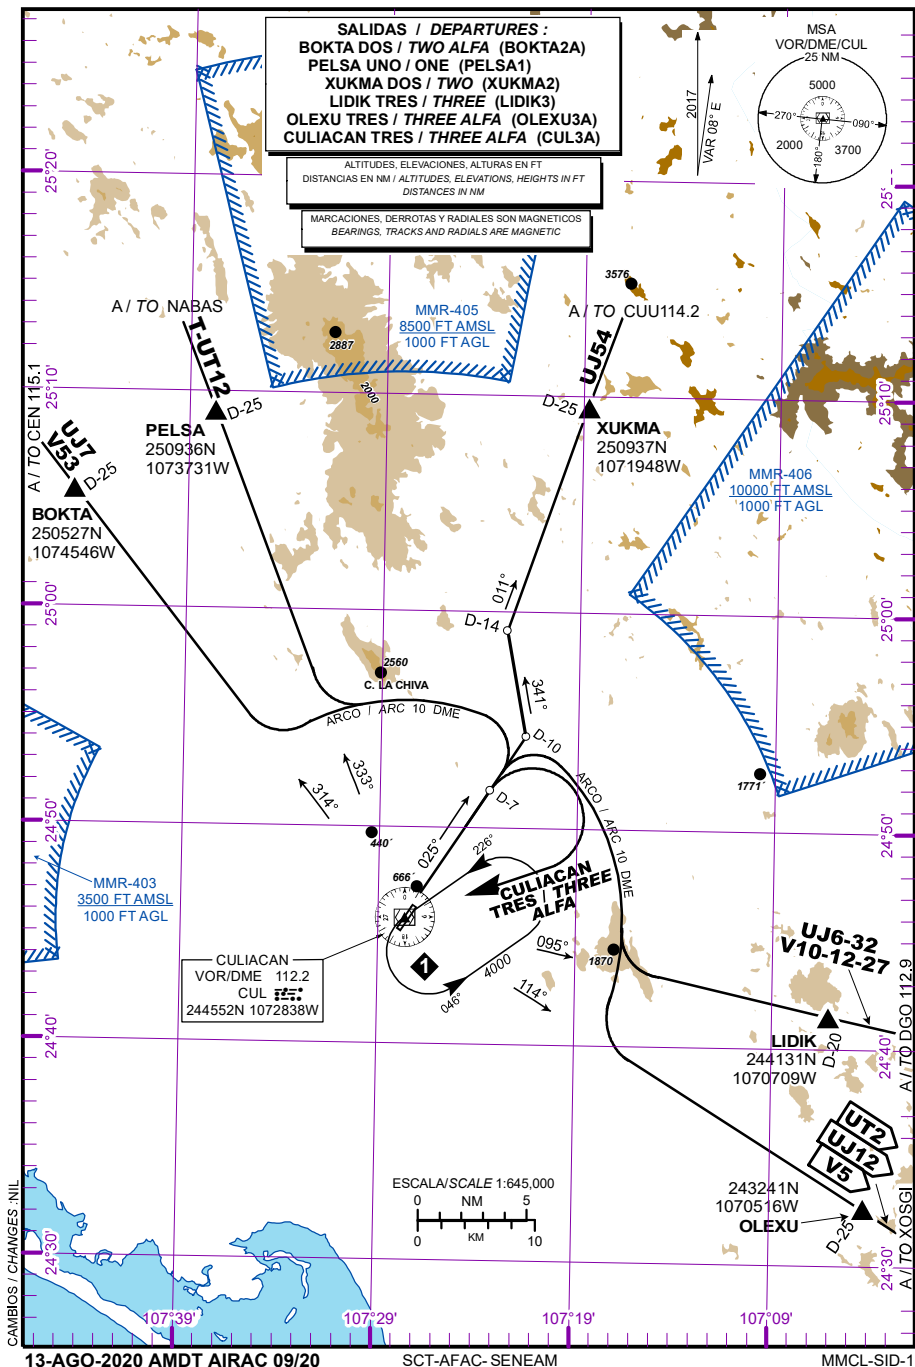 SALIDAS / DEPARTURES :
BOKTA DOS / TWO ALFA (BOKTA2A)
PELSA UNO / ONE (PELSA1)
XUKMA DOS / TWO (XUKMA2)
LIDIK TRES / THREE (LIDIK3)
OLEXU TRES / THREE ALFA (OLEXU3A)
CULIACAN TRES / THREE ALFA (CUL3A)
ALTITUDES, ELEVACIONES, ALTURAS EN FT
DISTANCIAS EN NM / ALTITUDES, ELEVATIONS, HEIGHTS IN FT
DISTANCES IN NM
MARCACIONES, DERROTAS Y RADIALES SON MAGNETICOS
BEARINGS, TRACKS AND RADIALS ARE MAGNETIC
2017
VAR 08° E
MSA
VOR/DME/CUL
25 NM
5000
270°
090°
2000
3700
180°
25°20'
25°
A / TO NABAS
T-UT12
D-25
PELSA
250936N
1073731W
MMR-405
8500 FT AMSL
1000 FT AGL
2887
2000
3576
A / TO CUU114.2
UJ54
D-25
XUKMA
250937N
1071948W
25°10'
25°10'
A / TO CEN 115.1
UJ7
V53
D-25
BOKTA
250527N
1074546W
MMR-406
10000 FT AMSL
1000 FT AGL
25°00'
25°00'
011°
D-14
2560
C. LA CHIVA
341°
ARCO / ARC 10 DME
D-10
ARCO / ARC 10 DME
D-7
333°
314°
1771´
24°50'
24°50'
440´
025°
226°
666´
CULIACAN
TRES THREE
ALFA
MMR-403
3500 FT AMSL
1000 FT AGL
CULIACAN
VOR/DME 112.2
CUL
244552N 1072838W
1
4000
046°
095°
114°
1870
UJ6-32
V10-12-27
A / TO DGO 112.9
24°40'
24°40'
LIDIK
244131N
1070709W
D-20
UT2
UJ12
V5
243241N
1070516W
OLEXU
D-25
A / TO XOSGI
ESCALA/SCALE 1:645,000
0 NM 5
0 KM 10
24°30'
24°30'
107°39'
107°29'
107°19'
107°09'
CAMBIOS / CHANGES :NIL
13-AGO-2020 AMDT AIRAC 09/20
SCT-AFAC- SENEAM
MMCL-SID-1